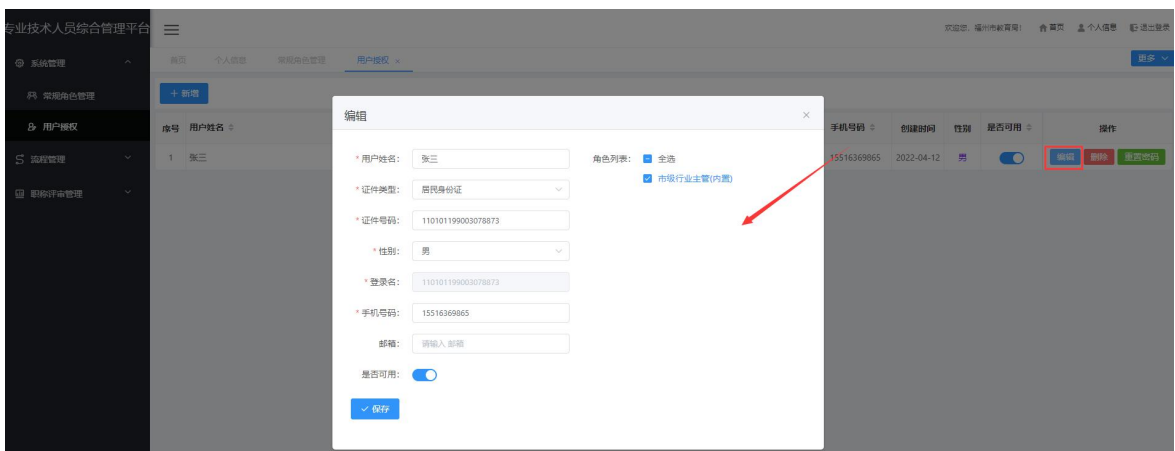 专业技术人员综合管理平台
欢迎您，福州市教育局！ 首页 个人信息 退出登录
系统管理
常规角色管理
用户授权
流程管理
职称评审管理
首页 个人信息 常规角色管理 用户授权 × 更多
+ 新增
序号 用户姓名 手机号码 创建时间 性别 是否可用 操作
1 张三 15516369865 2022-04-12 男 编辑 删除 重置密码
编辑 ×
* 用户姓名： 张三
* 证件类型： 居民身份证
* 证件号码： 110101199003078873
* 性别： 男
* 登录名： 110101199003078873
* 手机号码： 15516369865
邮箱： 请输入 邮箱
是否可用：
保存
角色列表： 全选
市级行业主管(内置)